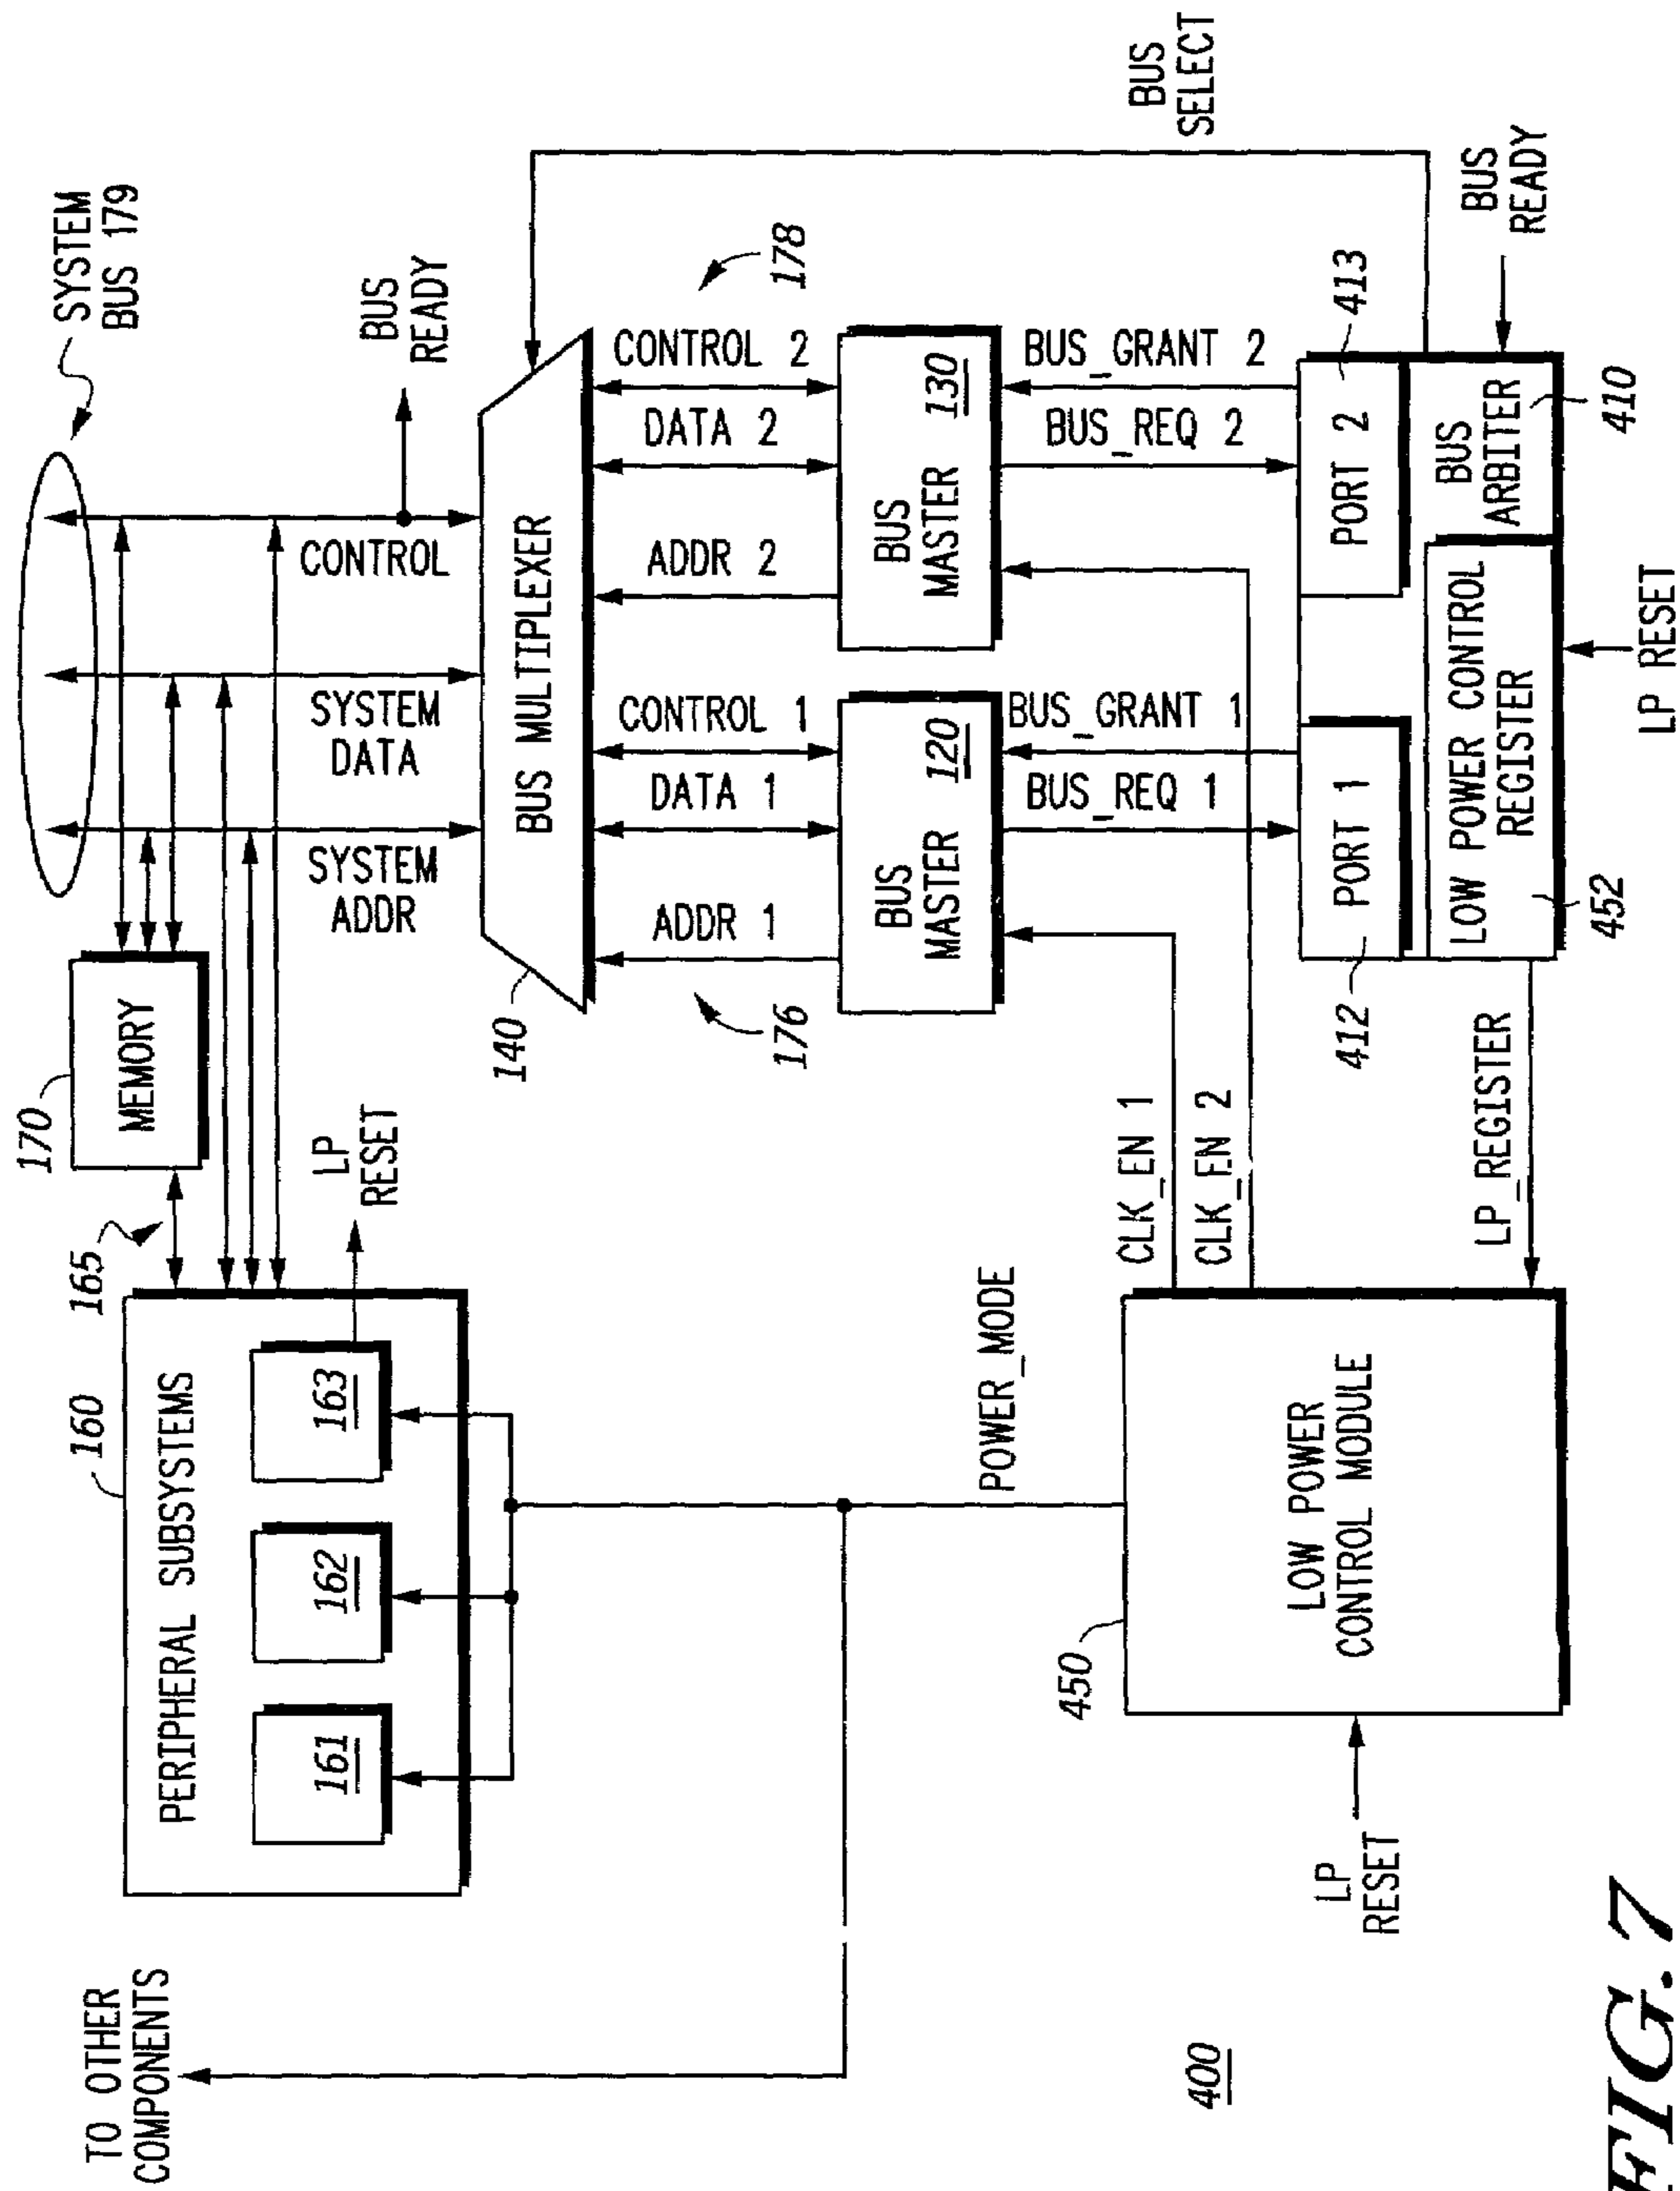 TO OTHER
COMPONENTS
160
PERIPHERAL SUBSYSTEMS
161
162
163
165
LP
RESET
170
MEMORY
SYSTEM
BUS 179
SYSTEM
ADDR
SYSTEM
DATA
CONTROL
BUS
READY
140
BUS MULTIPLEXER
176
ADDR 1
DATA 1
CONTROL 1
ADDR 2
DATA 2
CONTROL 2
178
BUS
MASTER
120
BUS
MASTER
130
BUS
SELECT
POWER_MODE
CLK_EN 1
CLK_EN 2
BUS_REQ 1
BUS_GRANT 1
BUS_REQ 2
BUS_GRANT 2
450
LOW POWER
CONTROL MODULE
LP
RESET
LP_REGISTER
412
PORT 1
PORT 2
413
LOW POWER CONTROL
REGISTER
452
BUS
ARBITER
410
BUS
READY
LP RESET
400
FIG. 7